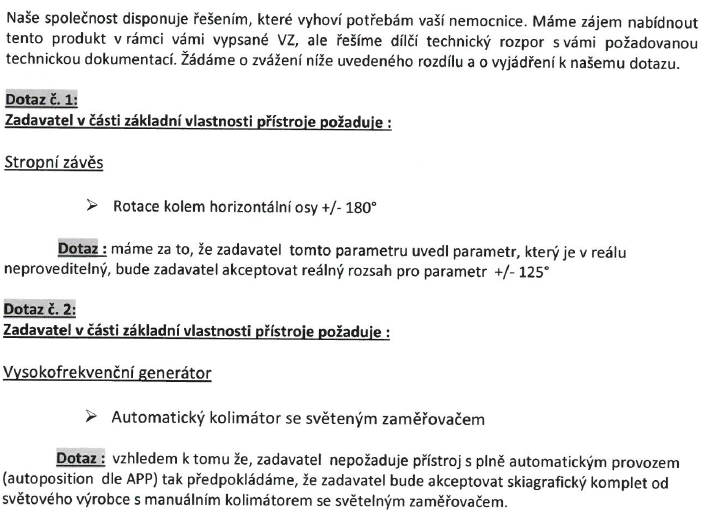 Naše společnost disponuje řešením, které vyhoví potřebám vaší nemocnice. Máme zájem nabídnout
tento produkt v rámci vámi vypsané VZ, ale řešíme dílčí technický rozpor s vámi požadovanou
technickou dokumentací. Žádáme o zvážení níže uvedeného rozdílu a o vyjádření k našemu dotazu.
Dotaz č. 1:
Zadavatel v části základní vlastnosti přístroje požaduje :
Stropní závěs
➢ Rotace kolem horizontální osy +/- 180°
Dotaz : máme za to, že zadavatel tomto parametru uvedl parametr, který je v reálu
neproveditelný, bude zadavatel akceptovat reálný rozsah pro parametr +/- 125°
Dotaz č. 2:
Zadavatel v části základní vlastnosti přístroje požaduje :
Vysokofrekvenční generátor
➢ Automatický kolimátor se světeným zaměřovačem
Dotaz : vzhledem k tomu že, zadavatel nepožaduje přístroj s plně automatickým provozem
(autoposition dle APP) tak předpokládáme, že zadavatel bude akceptovat skiagrafický komplet od
světového výrobce s manuálním kolimátorem se světelným zaměřovačem.